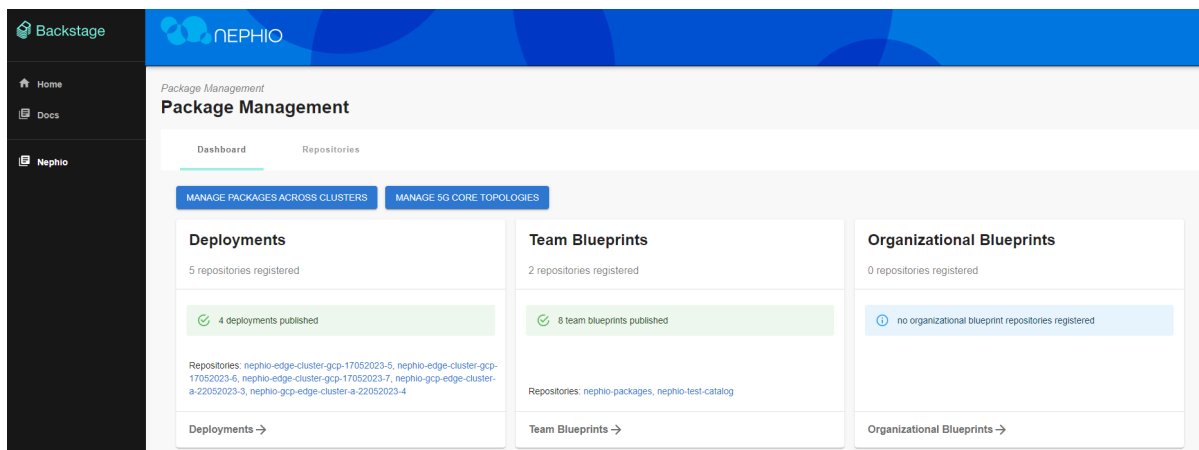 Backstage
NEPHIO
Home
Docs
Nephio
Package Management
Package Management
Dashboard
Repositories
MANAGE PACKAGES ACROSS CLUSTERS
MANAGE 5G CORE TOPOLOGIES
Deployments
5 repositories registered
4 deployments published
Repositories: nephio-edge-cluster-gcp-17052023-5, nephio-edge-cluster-gcp-
17052023-6, nephio-edge-cluster-gcp-17052023-7, nephio-gcp-edge-cluster-
a-22052023-3, nephio-gcp-edge-cluster-a-22052023-4
Deployments
Team Blueprints
2 repositories registered
8 team blueprints published
Repositories: nephio-packages, nephio-test-catalog
Team Blueprints
Organizational Blueprints
0 repositories registered
no organizational blueprint repositories registered
Organizational Blueprints